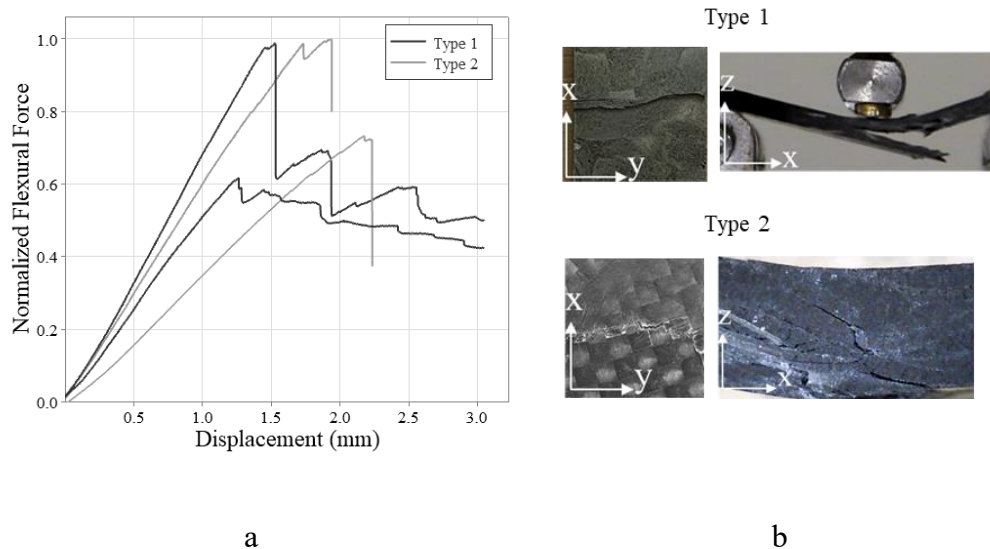 Type 1
Type 2
Normalized Flexural Force
1.0
0.8
0.6
0.4
0.2
0.0
0.5
1.0
1.5
2.0
2.5
3.0
Displacement (mm)
a
Type 1
x
y
z
x
Type 2
x
y
z
x
b